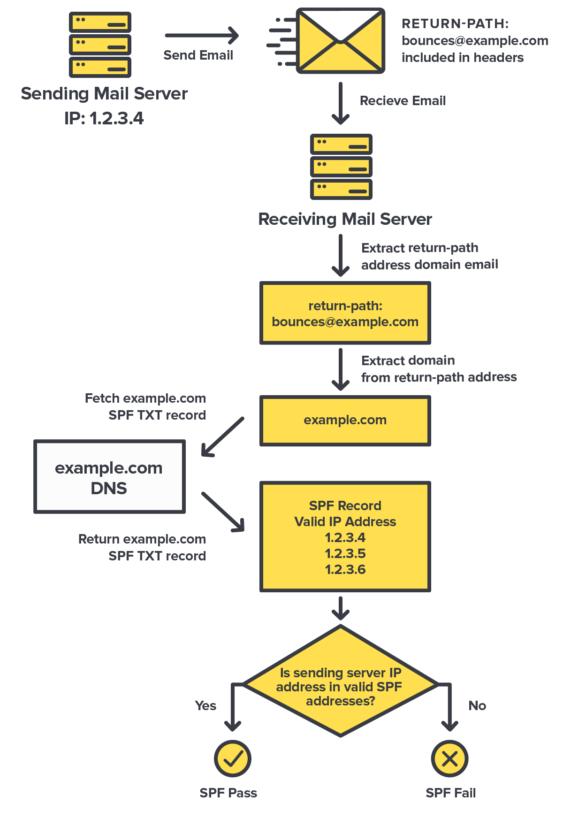 Send Email
RETURN-PATH:
bounces@example.com
included in headers
Sending Mail Server
IP: 1.2.3.4
Recieve Email
Receiving Mail Server
Extract return-path
address domain email
return-path:
bounces@example.com
Extract domain
from return-path address
Fetch example.com
SPF TXT record
example.com
example.com
DNS
Return example.com
SPF TXT record
SPF Record
Valid IP Address
1.2.3.4
1.2.3.5
1.2.3.6
Is sending server IP
address in valid SPF
addresses?
Yes
No
SPF Pass
SPF Fail